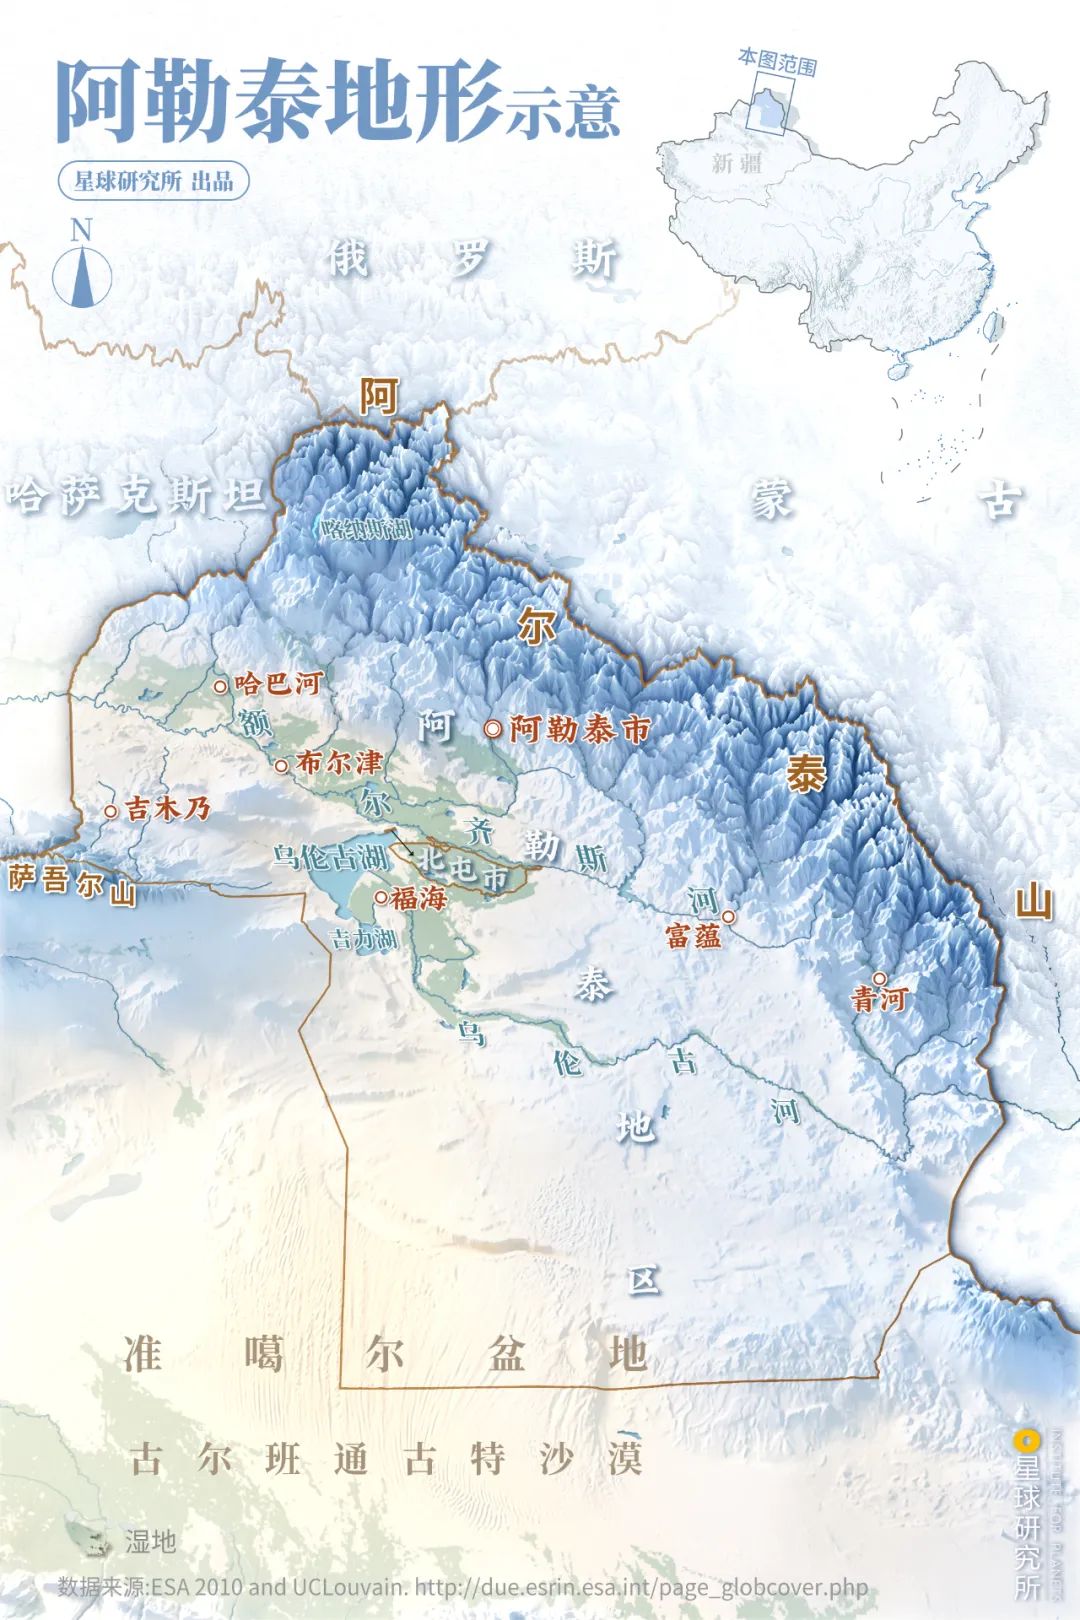 阿勒泰地形示意
星球研究所 出品
N
本图范围
新疆
俄罗斯
阿尔泰山
哈萨克斯坦
蒙古
喀纳斯湖
哈巴河
额尔齐斯河
阿勒泰地区
阿勒泰市
布尔津
吉木乃
乌伦古湖
北屯市
萨吾尔山
福海
吉力湖
富蕴
青河
乌伦古河
准噶尔盆地
古尔班通古特沙漠
湿地
数据来源:ESA 2010 and UCLouvain. http://due.esrin.esa.int/page_globcover.php
星球研究所
INSTITUTE FOR PLANETS